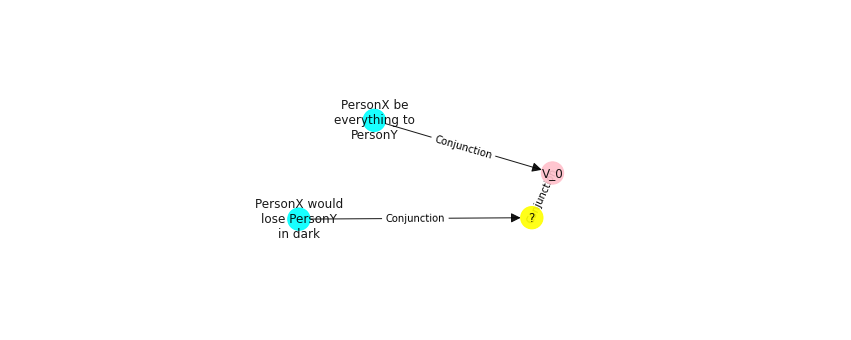 PersonX be
everything to
PersonY
Conjunction
V_0
PersonX would
lose PersonY
in dark
Conjunction
?
junct